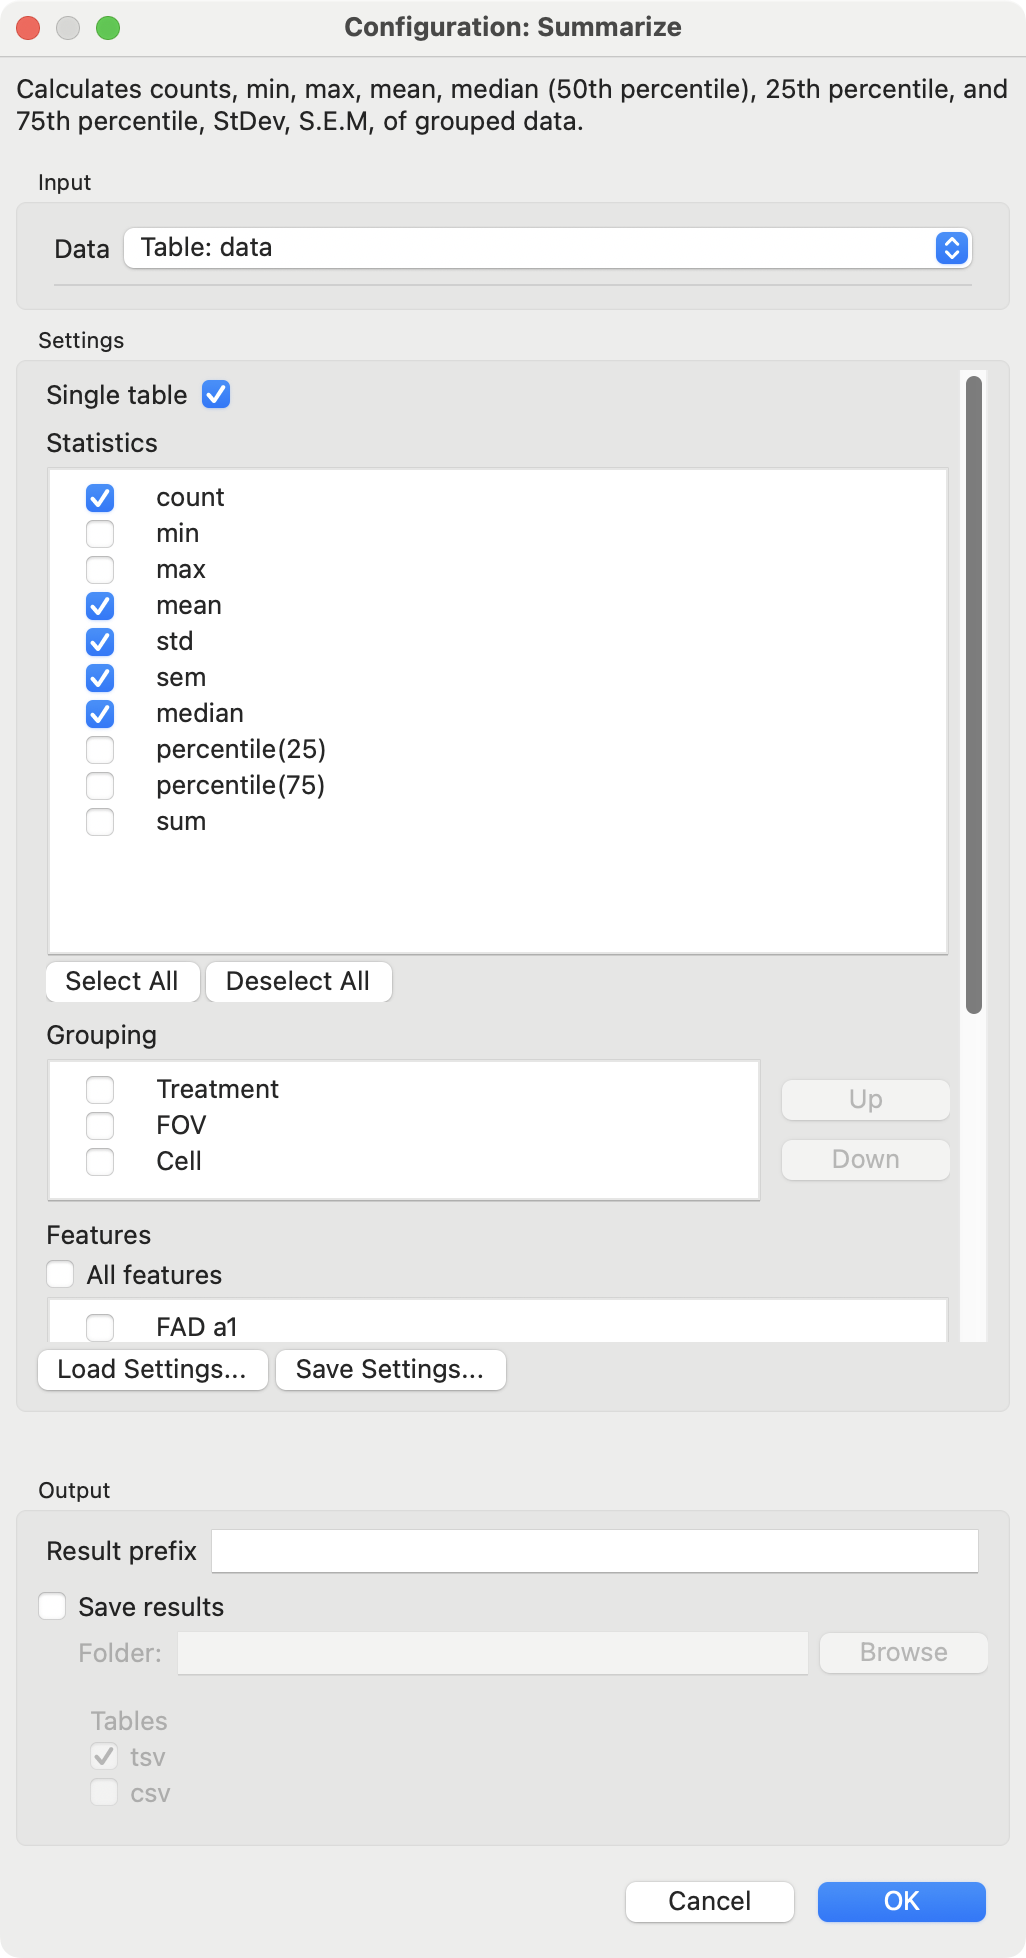 Configuration: Summarize
Calculates counts, min, max, mean, median (50th percentile), 25th percentile, and
75th percentile, StDev, S.E.M, of grouped data.
Input
Data Table: data
Settings
Single table
Statistics
count
min
max
mean
std
sem
median
percentile(25)
percentile(75)
sum
Select All Deselect All
Grouping
Treatment
FOV
Cell
Up
Down
Features
All features
FAD a1
Load Settings... Save Settings...
Output
Result prefix
Save results
Folder: Browse
Tables
tsv
csv
Cancel OK